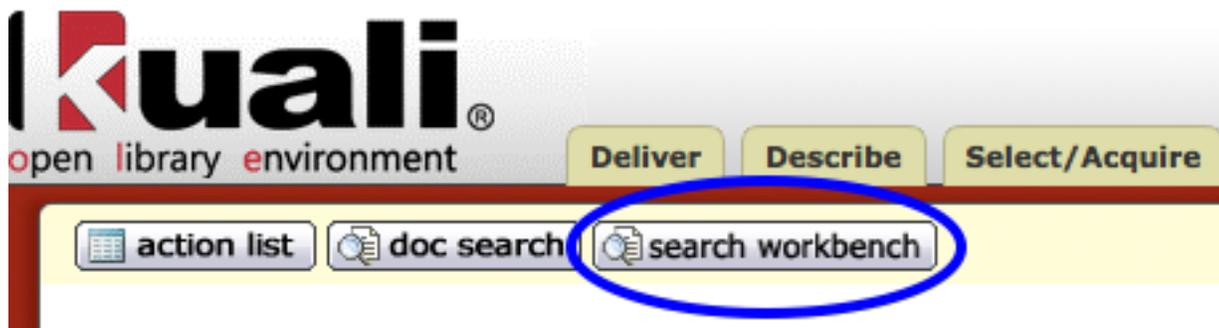 kuali®
open library environment
Deliver Describe Select/Acquire
action list doc search search workbench